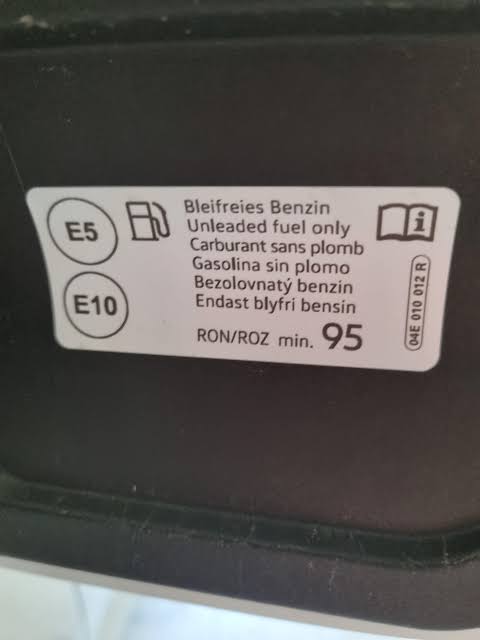 E5
E10
Bleifreies Benzin
Unleaded fuel only
Carburant sans plomb
Gasolina sin plomo
Bezolovnatý benzin
Endast blyfri bensin
RON/ROZ min. 95
i
04E 010 012 R